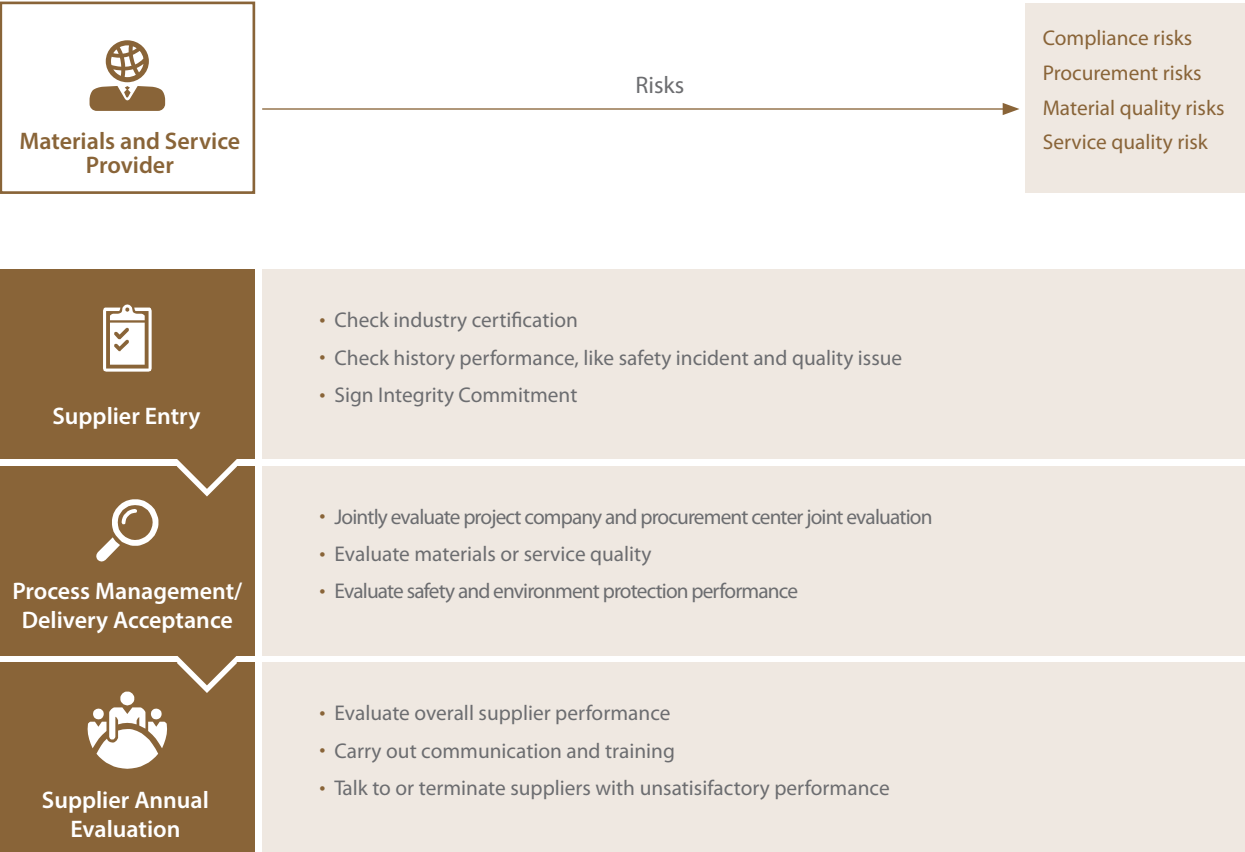 Materials and Service
Provider
Risks
Compliance risks
Procurement risks
Material quality risks
Service quality risk
Supplier Entry
• Check industry certification
• Check history performance, like safety incident and quality issue
• Sign Integrity Commitment
Process Management/
Delivery Acceptance
• Jointly evaluate project company and procurement center joint evaluation
• Evaluate materials or service quality
• Evaluate safety and environment protection performance
Supplier Annual
Evaluation
• Evaluate overall supplier performance
• Carry out communication and training
• Talk to or terminate suppliers with unsatisifactory performance